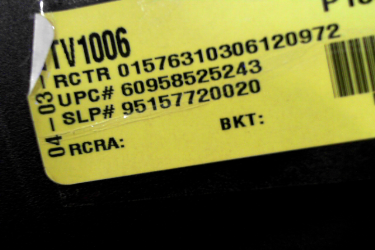 TV1006
RCTR 01576310306120972
UPC# 60958525243
SLP# 95157720020
RCRA: BKT:
04-03-